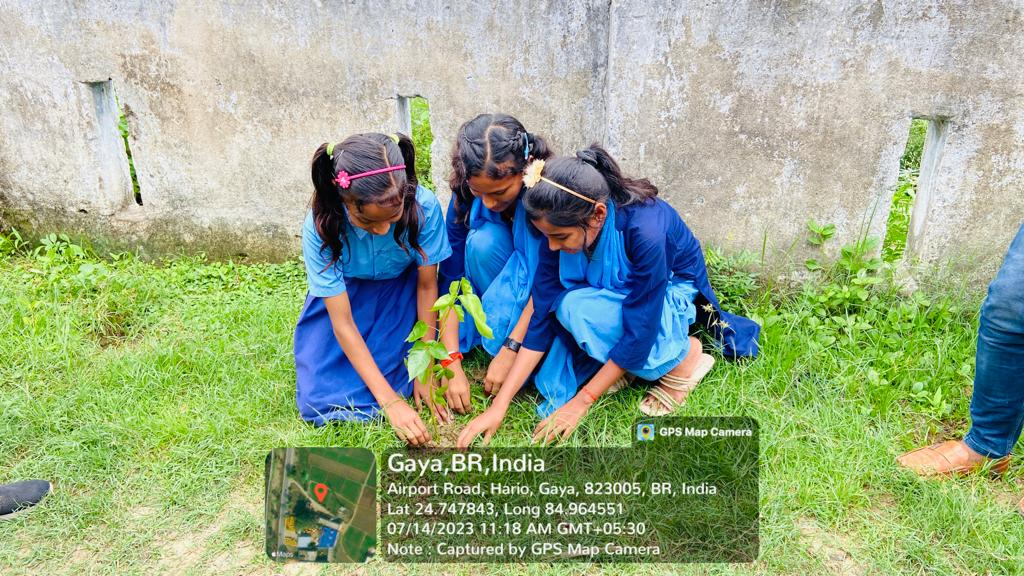 GPS Map Camera
Gaya,BR,India
Airport Road, Hario, Gaya, 823005, BR, India
Lat 24.747843, Long 84.964551
07/14/2023 11:18 AM GMT+05:30
Note : Captured by GPS Map Camera
Maps